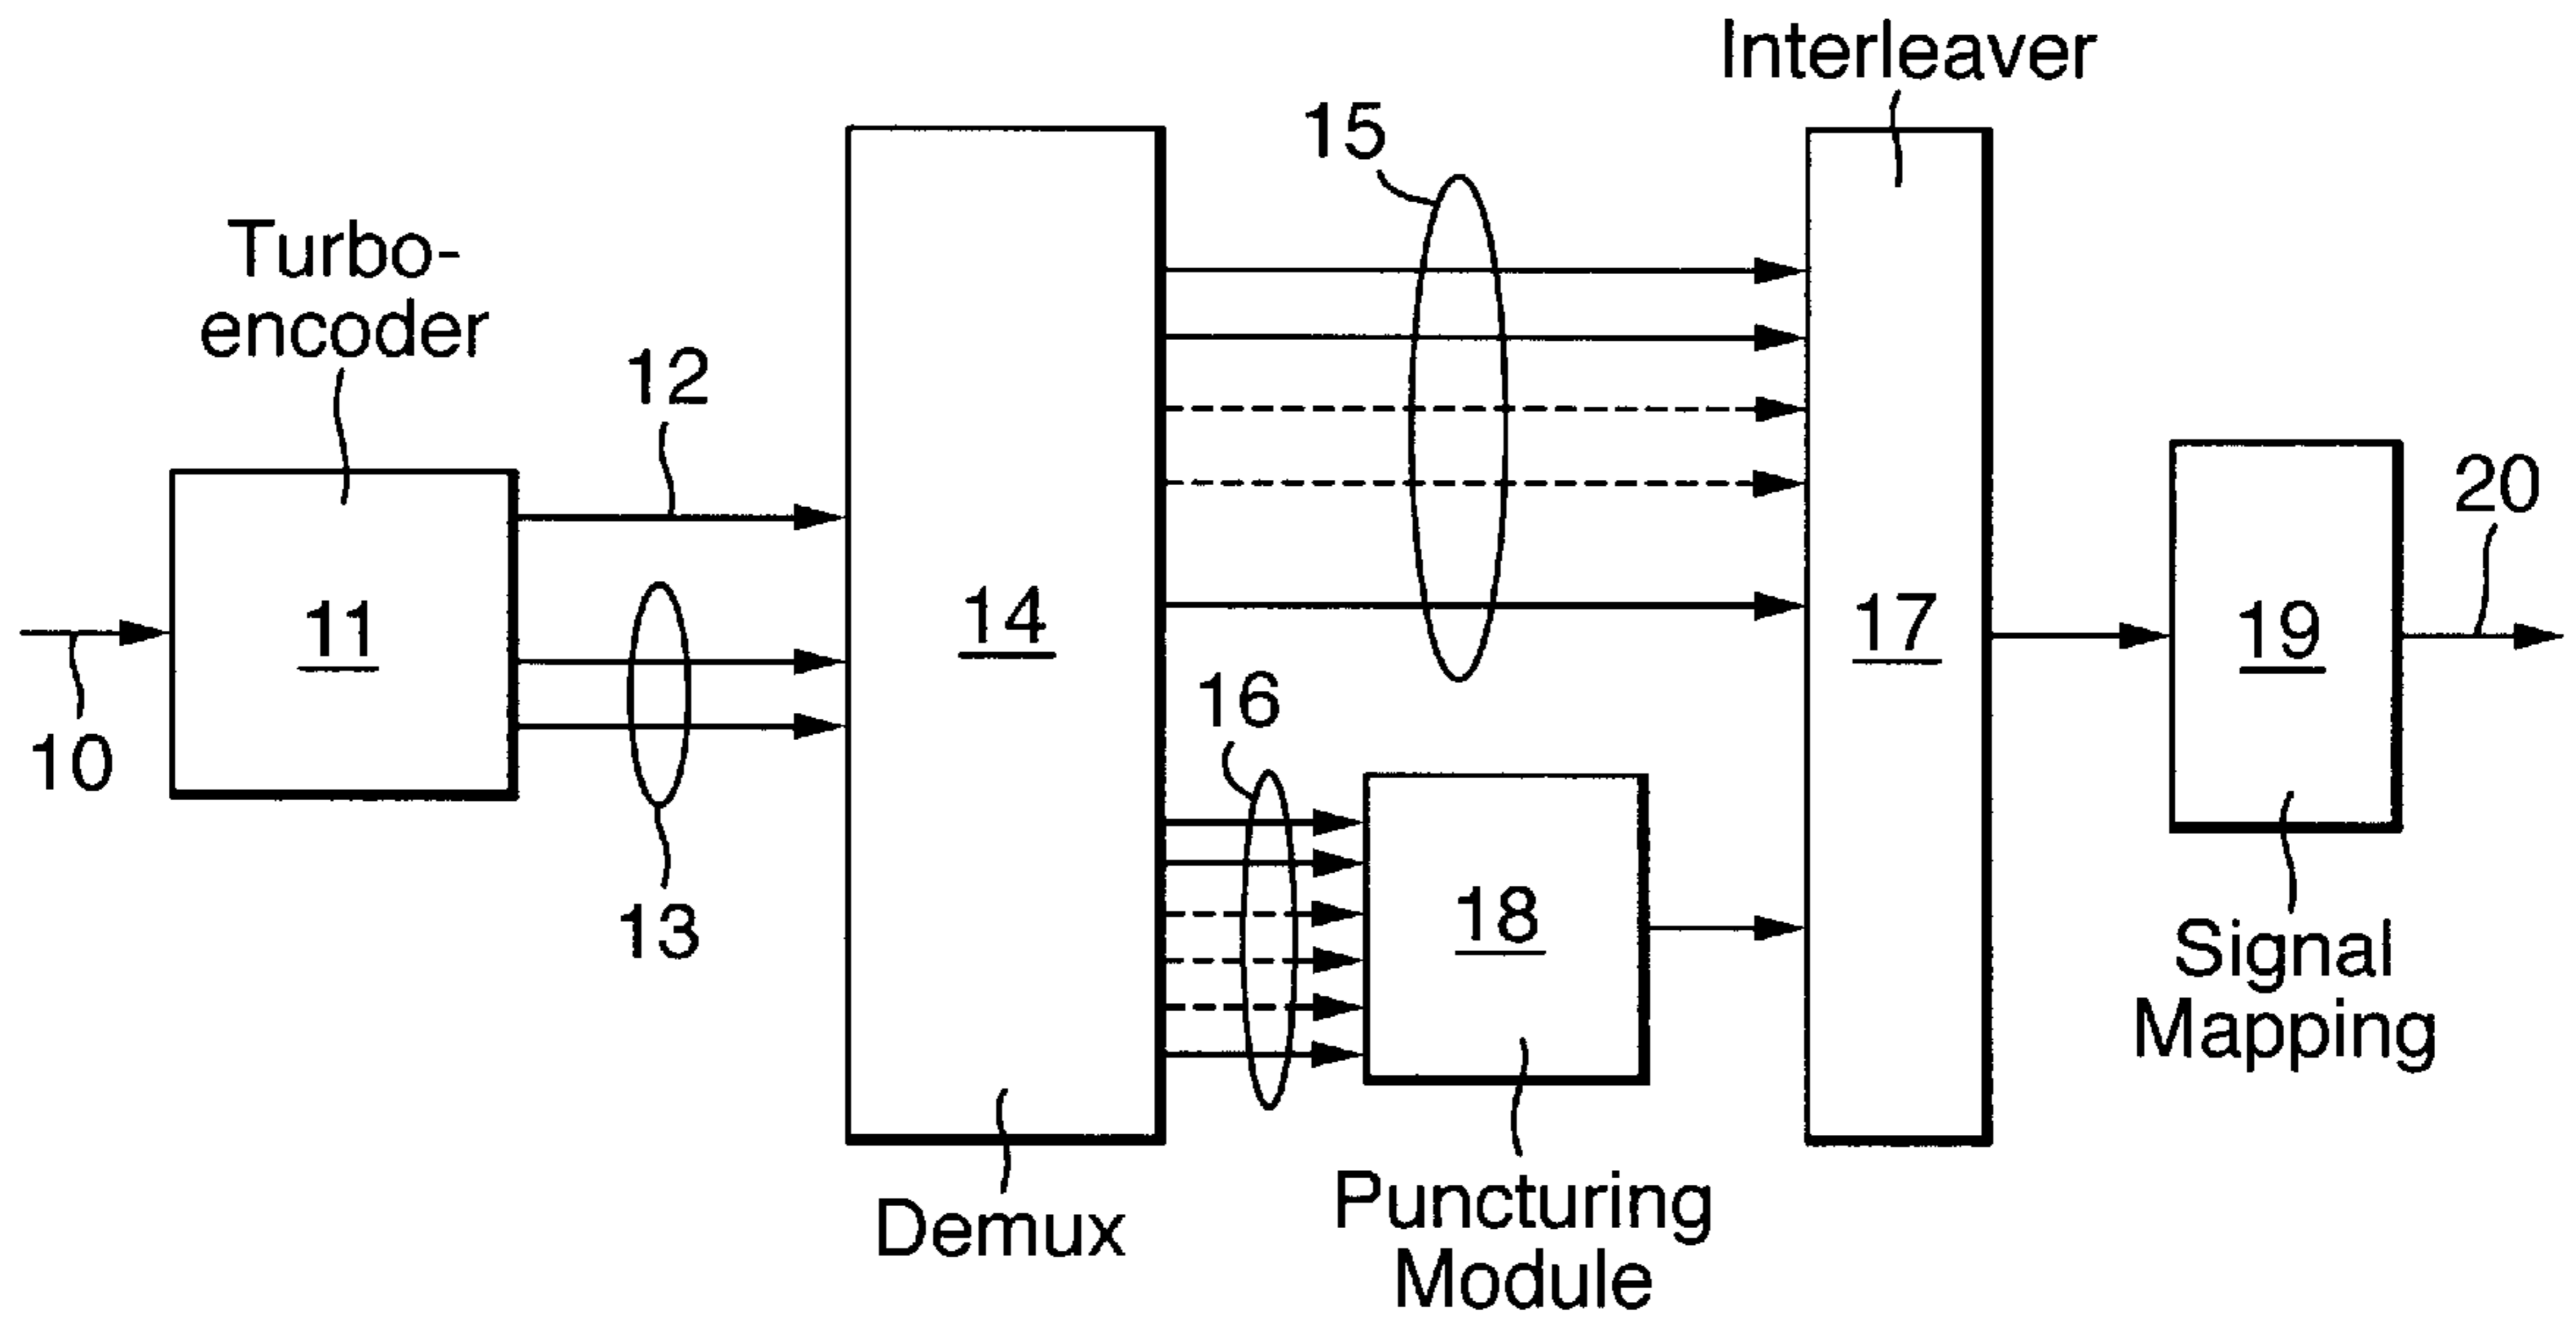 Interleaver
15
Turbo-
encoder
12
20
11
14
17
19
10
16
13
18
Signal
Mapping
Demux
Puncturing
Module